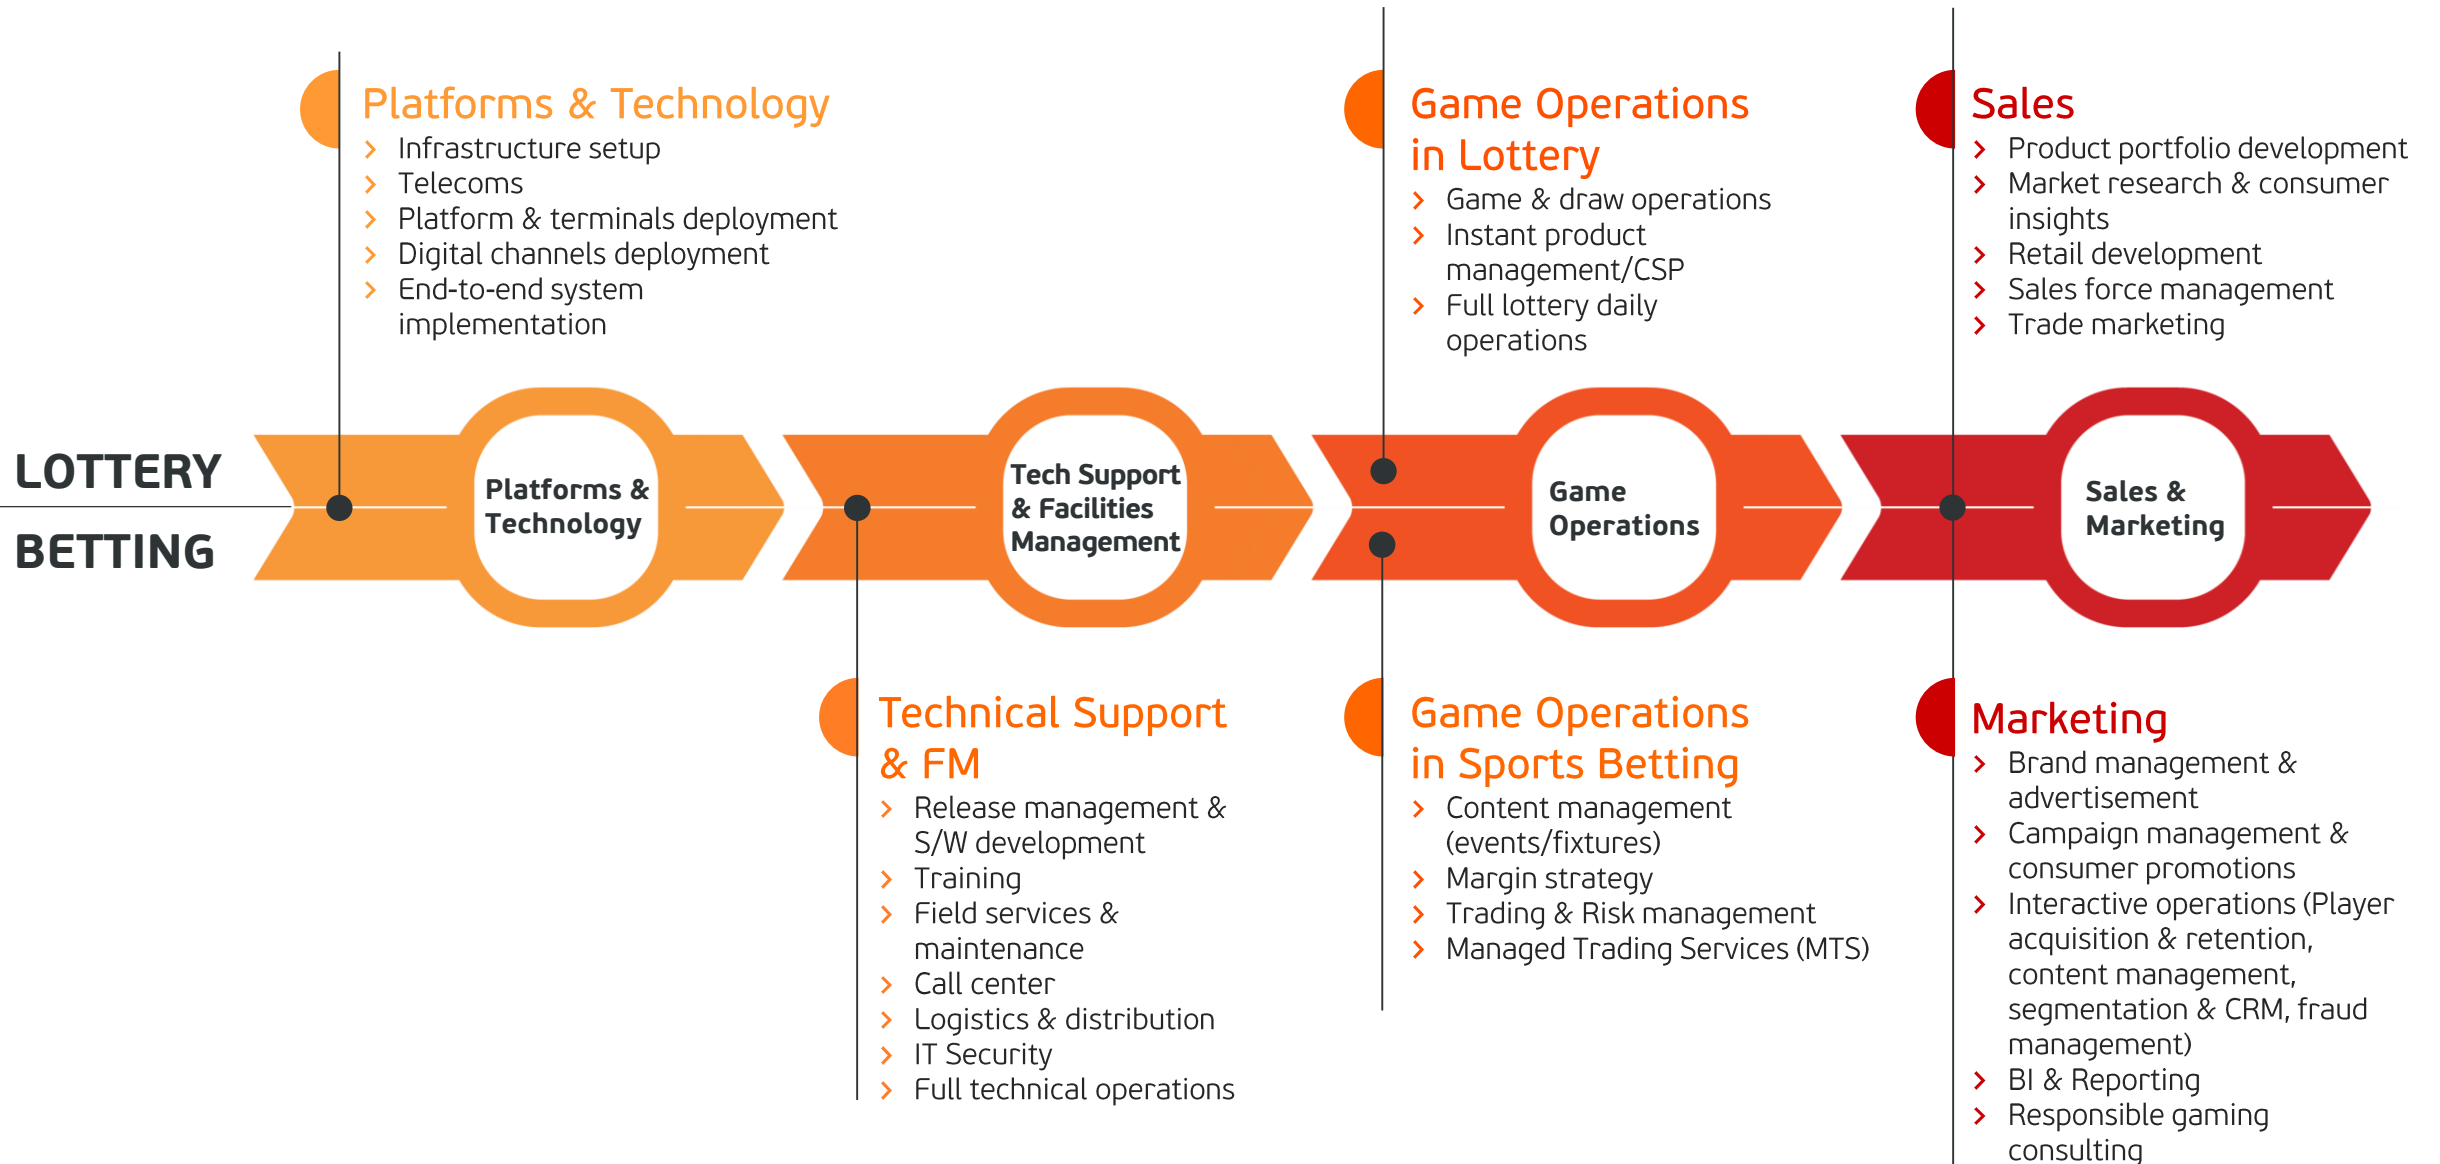 Platforms & Technology
Infrastructure setup
Telecoms
Platform & terminals deployment
Digital channels deployment
End-to-end system
implementation
Game Operations
in Lottery
Game & draw operations
Instant product
management/CSP
Full lottery daily
operations
Sales
Product portfolio development
Market research & consumer
insights
Retail development
Sales force management
Trade marketing
LOTTERY
BETTING
Platforms &
Technology
Tech Support
& Facilities
Management
Game
Operations
Sales &
Marketing
Technical Support
& FM
Release management &
S/W development
Training
Field services &
maintenance
Call center
Logistics & distribution
IT Security
Full technical operations
Game Operations
in Sports Betting
Content management
(events/fixtures)
Margin strategy
Trading & Risk management
Managed Trading Services (MTS)
Marketing
Brand management &
advertisement
Campaign management &
consumer promotions
Interactive operations (Player
acquisition & retention,
content management,
segmentation & CRM, fraud
management)
BI & Reporting
Responsible gaming
consulting